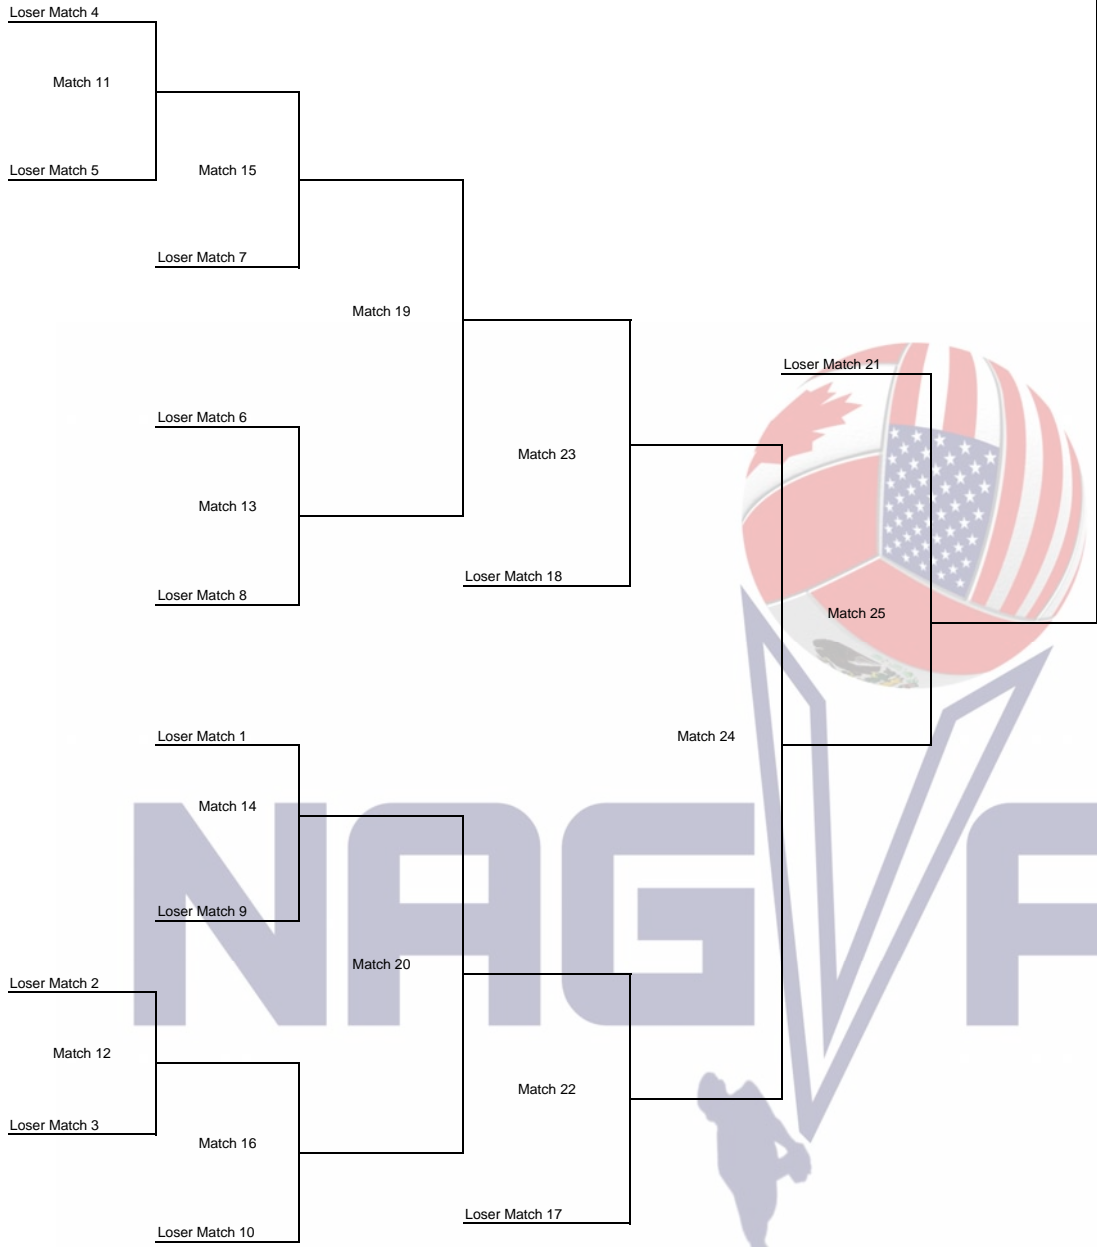 Loser Match 4
Match 11
Loser Match 5
Match 15
Loser Match 7
Match 19
Loser Match 21
Loser Match 6
Match 23
Match 13
Loser Match 18
Loser Match 8
Match 25
Loser Match 1
Match 24
Match 14
NAGV
Loser Match 9
Match 20
Loser Match 2
Match 12
Match 22
Loser Match 3
Match 16
Loser Match 17
Loser Match 10